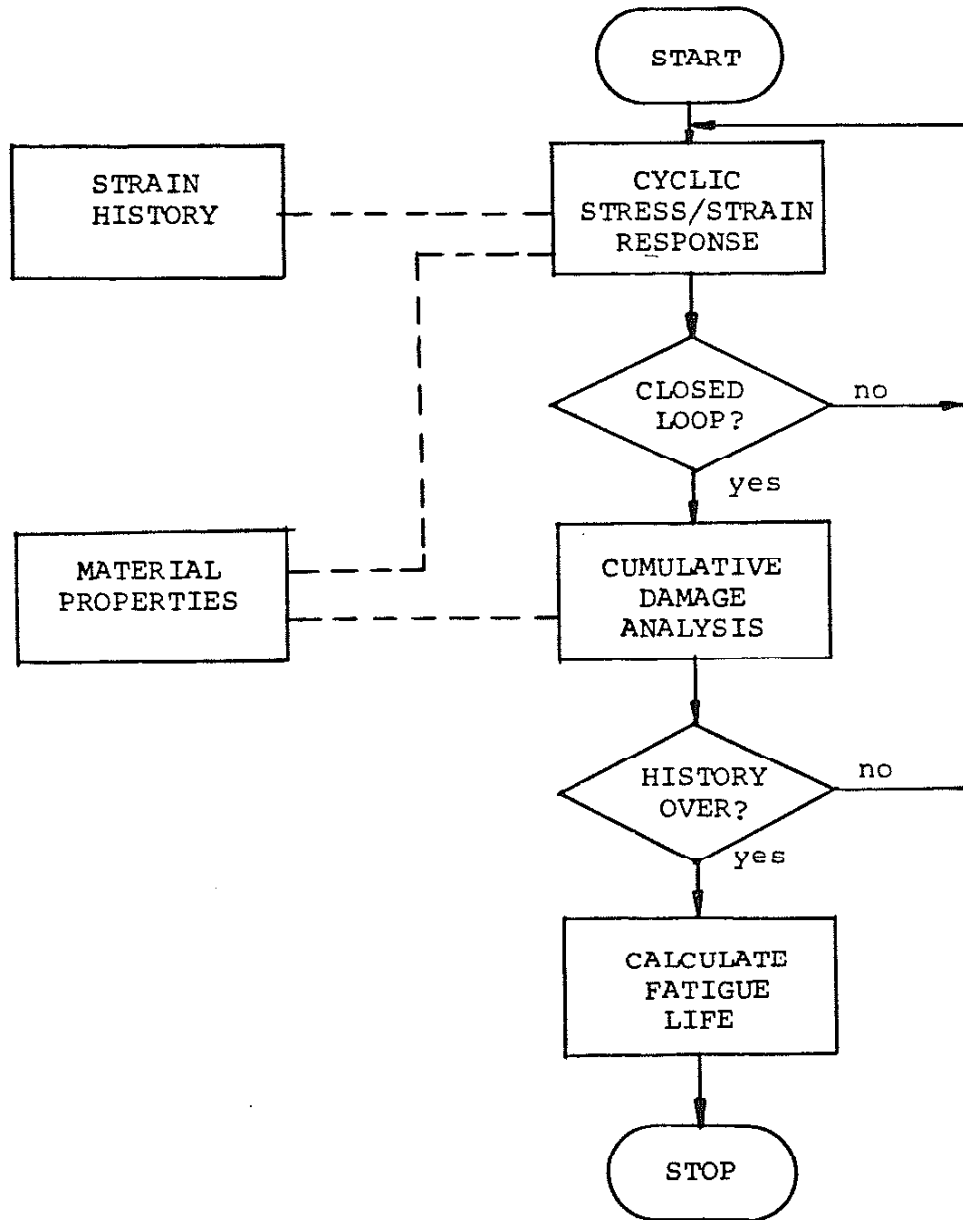 START
STRAIN
HISTORY
CYCLIC
STRESS/STRAIN
RESPONSE
CLOSED
LOOP?
no
yes
MATERIAL
PROPERTIES
CUMULATIVE
DAMAGE
ANALYSIS
HISTORY
OVER?
no
yes
CALCULATE
FATIGUE
LIFE
STOP